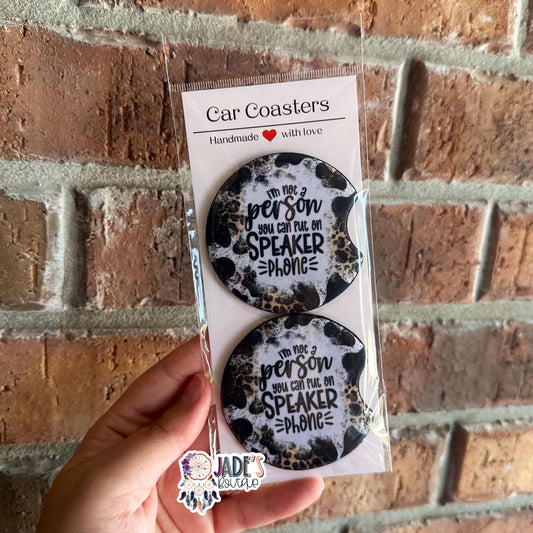 Car Coasters
Handmade ❤ with love
I'm not a
person
you can put on
SPEAKER
phone
I'm not a
person
you can put on
SPEAKER
phone
JADE'S
Boutique